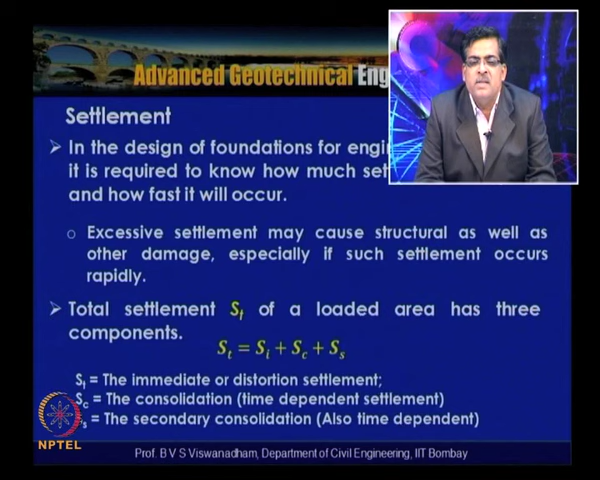 Advanced Geotechnical Eng
Settlement
➤ In the design of foundations for engi
it is required to know how much set
and how fast it will occur.
o Excessive settlement may cause structural as well as
other damage, especially if such settlement occurs
rapidly.
➤ Total settlement St of a loaded area has three
components.
St = Si + Sc + Ss
St = The immediate or distortion settlement;
Sc = The consolidation (time dependent settlement)
Ss = The secondary consolidation (Also time dependent)
NPTEL
Prof. B V S Viswanadham, Department of Civil Engineering, IIT Bombay